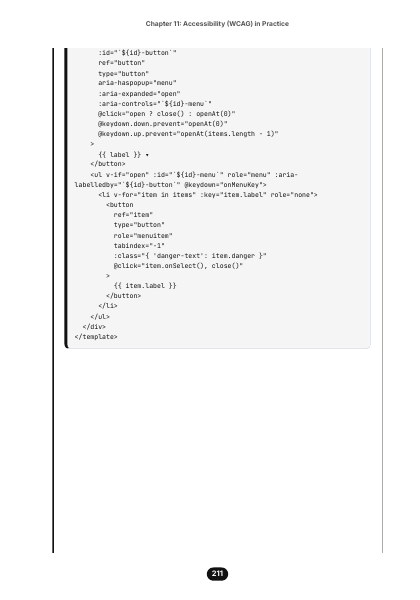 Chapter 11: Accessibility (WCAG) in Practice
:id="`${id}-button`"
ref="button"
type="button"
aria-haspopup="menu"
:aria-expanded="open"
:aria-controls="`${id}-menu`"
@click="open ? close() : openAt(0)"
@keydown.down.prevent="openAt(0)"
@keydown.up.prevent="openAt(items.length - 1)"
>
{{ label }} ▾
</button>
<ul v-if="open" :id="`${id}-menu`" role="menu" :aria-
labelledby="`${id}-button`" @keydown="onMenuKey">
<li v-for="item in items" :key="item.label" role="none">
<button
ref="item"
type="button"
role="menuitem"
tabindex="-1"
:class="{ 'danger-text': item.danger }"
@click="item.onSelect(), close()"
>
{{ item.label }}
</button>
</li>
</ul>
</div>
</template>
211